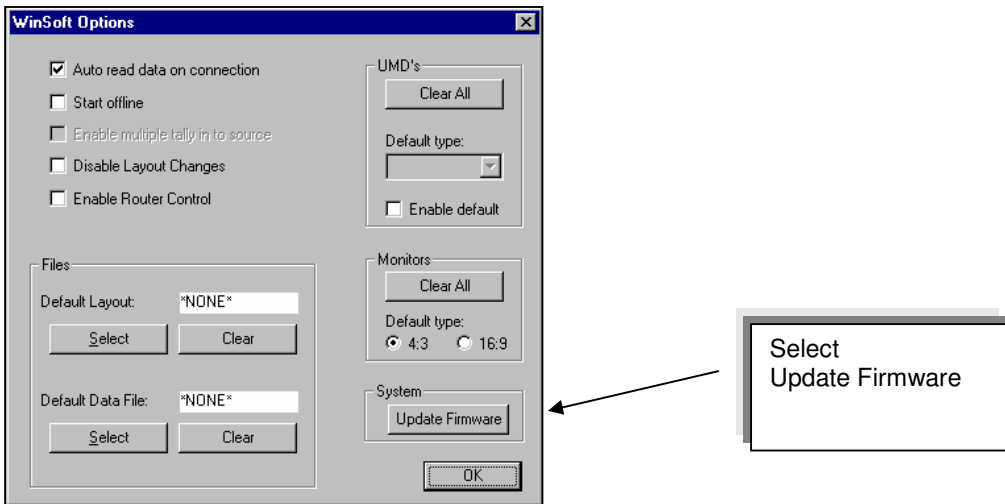 WinSoft Options
Auto read data on connection
Start offline
Enable multiple tally in to source
Disable Layout Changes
Enable Router Control
UMD's
Clear All
Default type:
Enable default
Files
Default Layout: *NONE*
Select Clear
Default Data File: *NONE*
Select Clear
Monitors
Clear All
Default type:
4:3 16:9
System
Update Firmware
OK
Select
Update Firmware